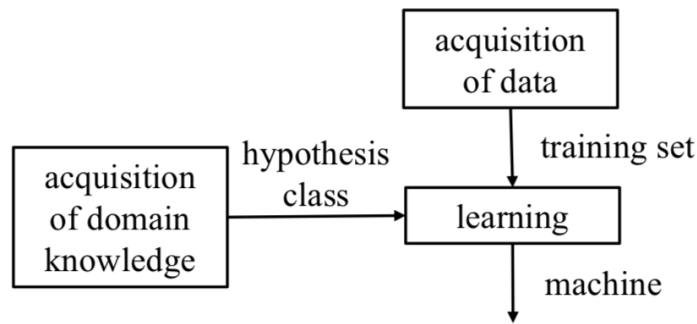 acquisition
of data
training set
hypothesis
class
acquisition
of domain
knowledge
learning
machine